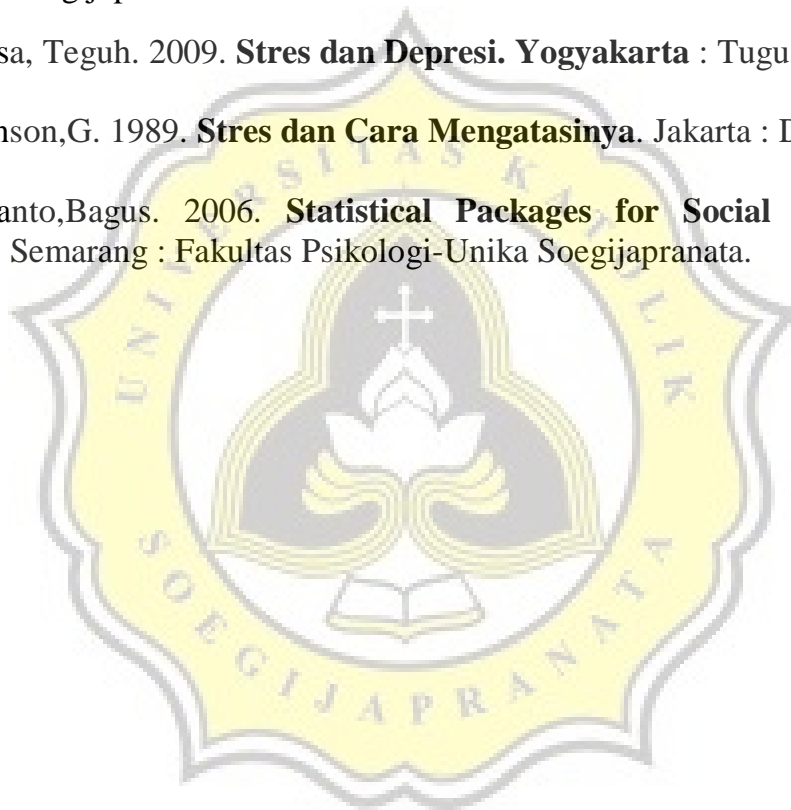 sa, Teguh. 2009. Stres dan Depresi. Yogyakarta : Tugu
nson,G. 1989. Stres dan Cara Mengatasinya. Jakarta : D
anto,Bagus. 2006. Statistical Packages for Social
Semarang : Fakultas Psikologi-Unika Soegijapranata.
UNIVERSITAS KATOLIK
SOEGIJAPRANATA